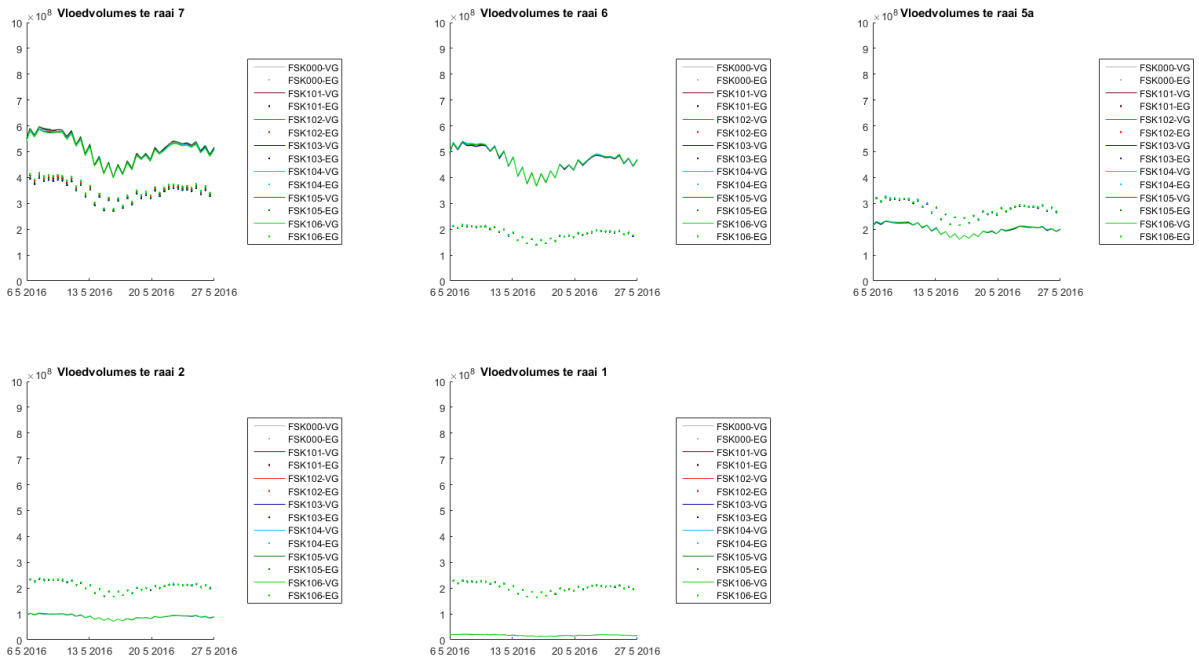 Vloedvolumes te raai 7
×10^8
10
9
8
7
6
5
4
3
2
1
0
6 5 2016 13 5 2016 20 5 2016 27 5 2016
FSK000-VG
FSK000-EG
FSK101-VG
FSK101-EG
FSK102-VG
FSK102-EG
FSK103-VG
FSK103-EG
FSK104-VG
FSK104-EG
FSK105-VG
FSK105-EG
FSK106-VG
FSK106-EG
Vloedvolumes te raai 6
×10^8
10
9
8
7
6
5
4
3
2
1
0
6 5 2016 13 5 2016 20 5 2016 27 5 2016
FSK000-VG
FSK000-EG
FSK101-VG
FSK101-EG
FSK102-VG
FSK102-EG
FSK103-VG
FSK103-EG
FSK104-VG
FSK104-EG
FSK105-VG
FSK105-EG
FSK106-VG
FSK106-EG
Vloedvolumes te raai 5a
×10^8
10
9
8
7
6
5
4
3
2
1
0
6 5 2016 13 5 2016 20 5 2016 27 5 2016
FSK000-VG
FSK000-EG
FSK101-VG
FSK101-EG
FSK102-VG
FSK102-EG
FSK103-VG
FSK103-EG
FSK104-VG
FSK104-EG
FSK105-VG
FSK105-EG
FSK106-VG
FSK106-EG
Vloedvolumes te raai 2
×10^8
10
9
8
7
6
5
4
3
2
1
0
6 5 2016 13 5 2016 20 5 2016 27 5 2016
FSK000-VG
FSK000-EG
FSK101-VG
FSK101-EG
FSK102-VG
FSK102-EG
FSK103-VG
FSK103-EG
FSK104-VG
FSK104-EG
FSK105-VG
FSK105-EG
FSK106-VG
FSK106-EG
Vloedvolumes te raai 1
×10^8
10
9
8
7
6
5
4
3
2
1
0
6 5 2016 13 5 2016 20 5 2016 27 5 2016
FSK000-VG
FSK000-EG
FSK101-VG
FSK101-EG
FSK102-VG
FSK102-EG
FSK103-VG
FSK103-EG
FSK104-VG
FSK104-EG
FSK105-VG
FSK105-EG
FSK106-VG
FSK106-EG